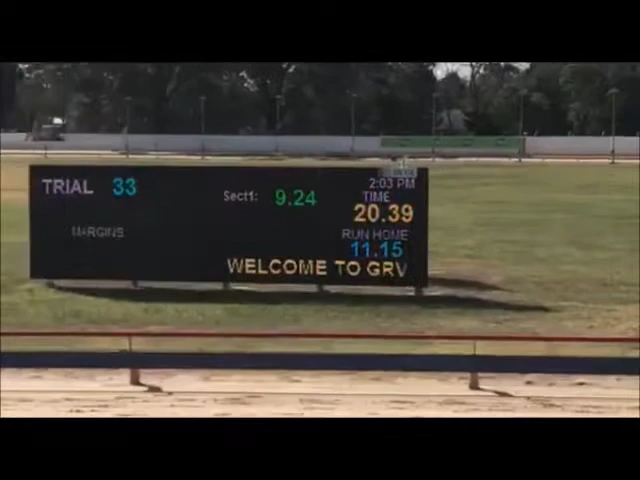 TRIAL 33
Sect1: 9.24
2:03 PM
TIME
20.39
MARGINS
RUN HOME
11.15
WELCOME TO GRV